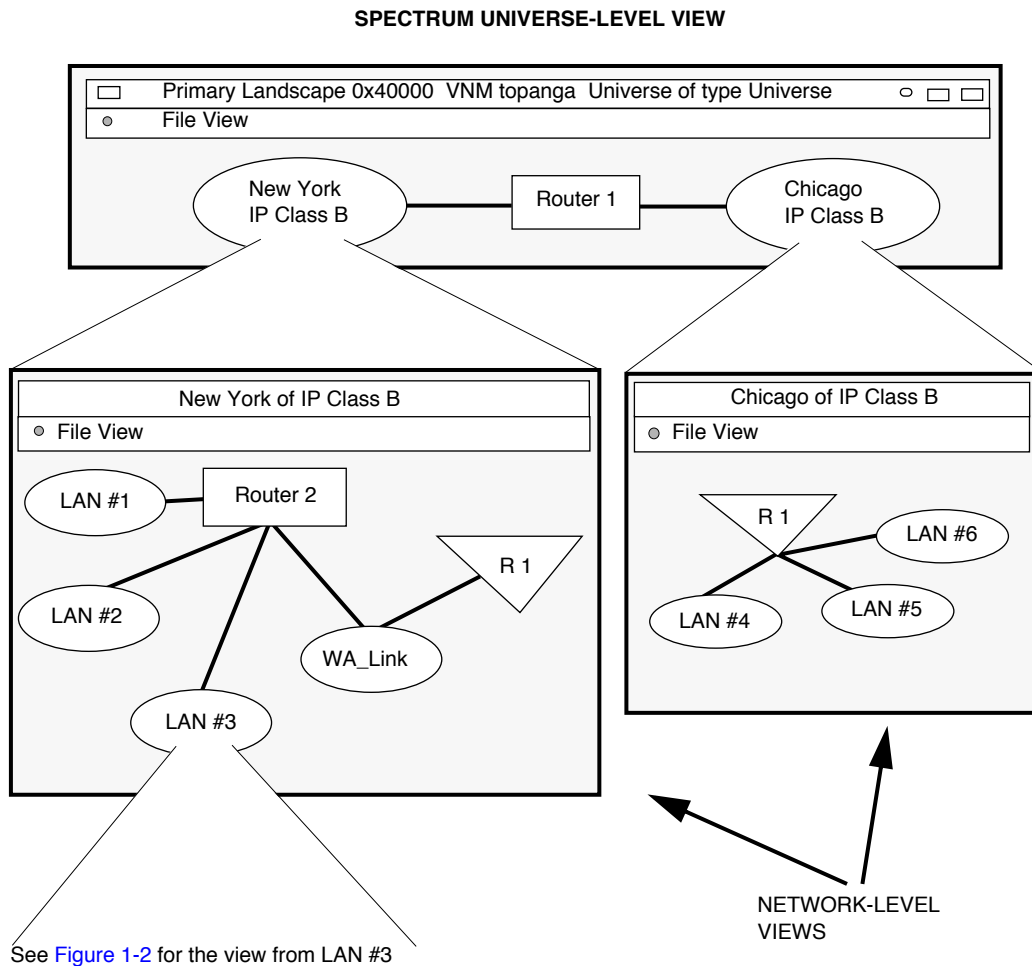 SPECTRUM UNIVERSE-LEVEL VIEW
Primary Landscape 0x40000 VNM topanga Universe of type Universe
File View
New York
IP Class B
Router 1
Chicago
IP Class B
New York of IP Class B
File View
LAN #1
Router 2
R 1
LAN #2
WA_Link
LAN #3
Chicago of IP Class B
File View
R 1
LAN #6
LAN #4
LAN #5
NETWORK-LEVEL
VIEWS
See Figure 1-2 for the view from LAN #3